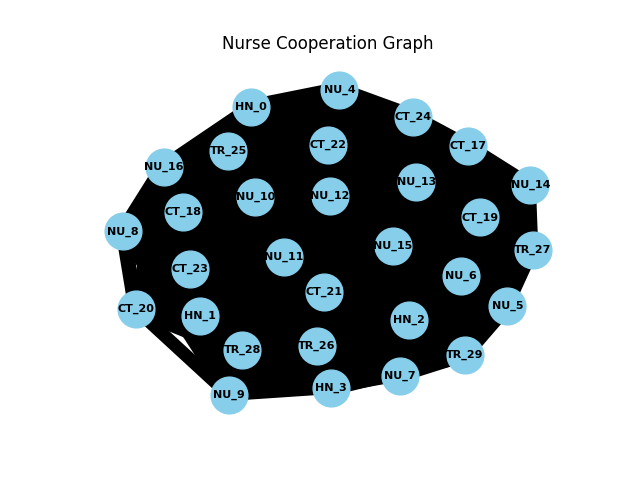 Nurse Cooperation Graph
NU_4
HN_0
CT_24
CT_22
CT_17
TR_25
NU_16
NU_13
NU_14
NU_10
NU_12
CT_18
CT_19
NU_8
NU_15
TR_27
NU_11
CT_23
NU_6
CT_21
NU_5
CT_20
HN_1
HN_2
TR_28
TR_26
TR_29
NU_7
HN_3
NU_9